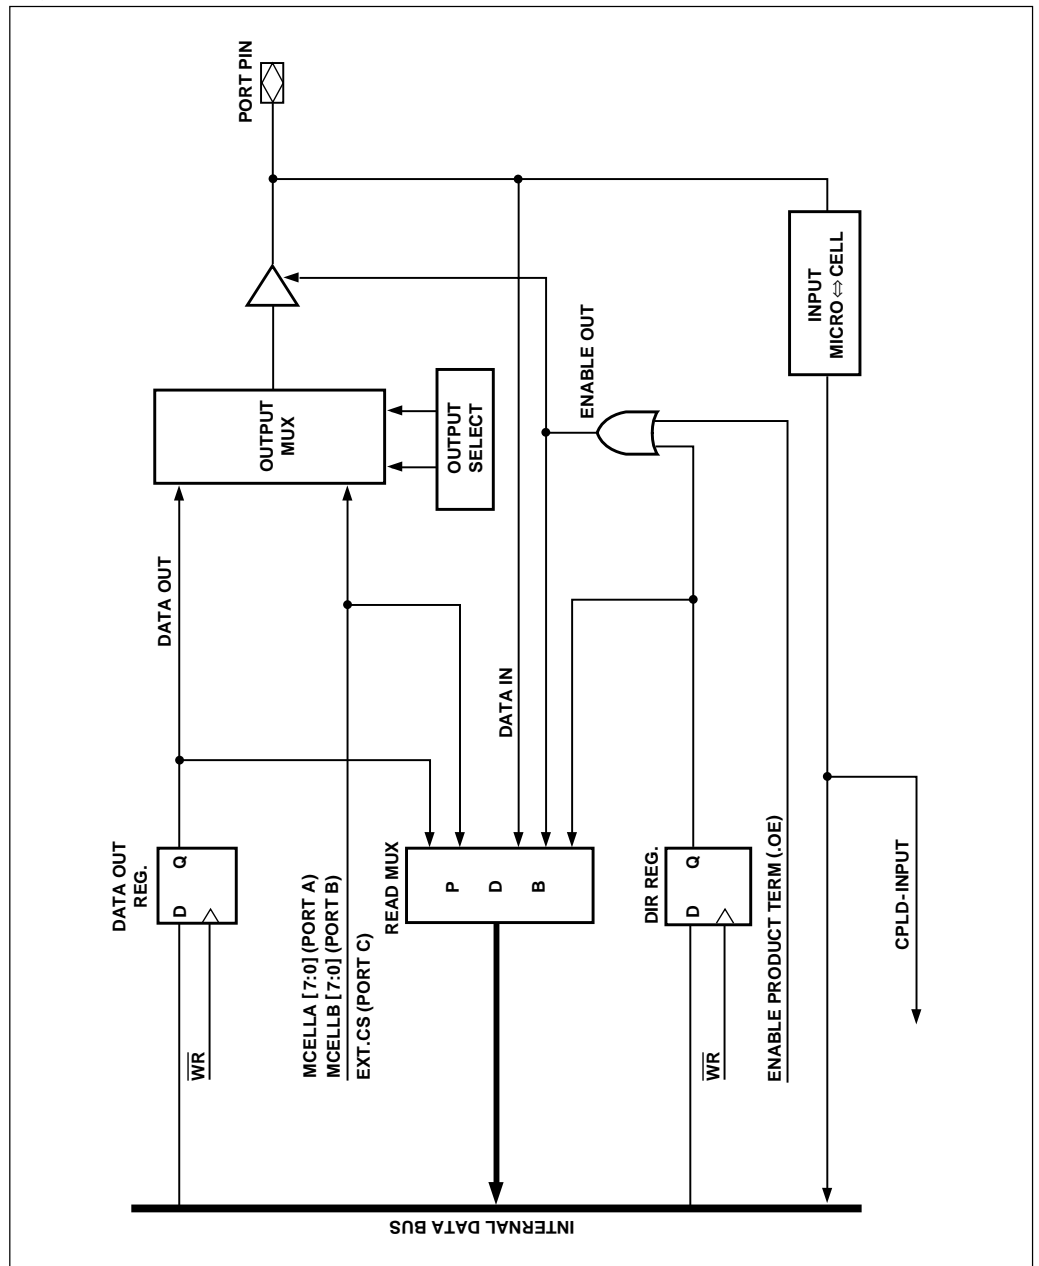 DATA OUT
REG.
D Q
WR
DATA OUT
OUTPUT
MUX
PORT PIN
MCELLA [ 7:0 ] (PORT A)
MCELLB [ 7:0 ] (PORT B)
EXT.CS (PORT C)
READ MUX
P
D
B
OUTPUT
SELECT
DATA IN
ENABLE OUT
DIR REG.
D Q
WR
ENABLE PRODUCT TERM (.OE)
INPUT
MICRO⇔CELL
CPLD-INPUT
INTERNAL DATA BUS